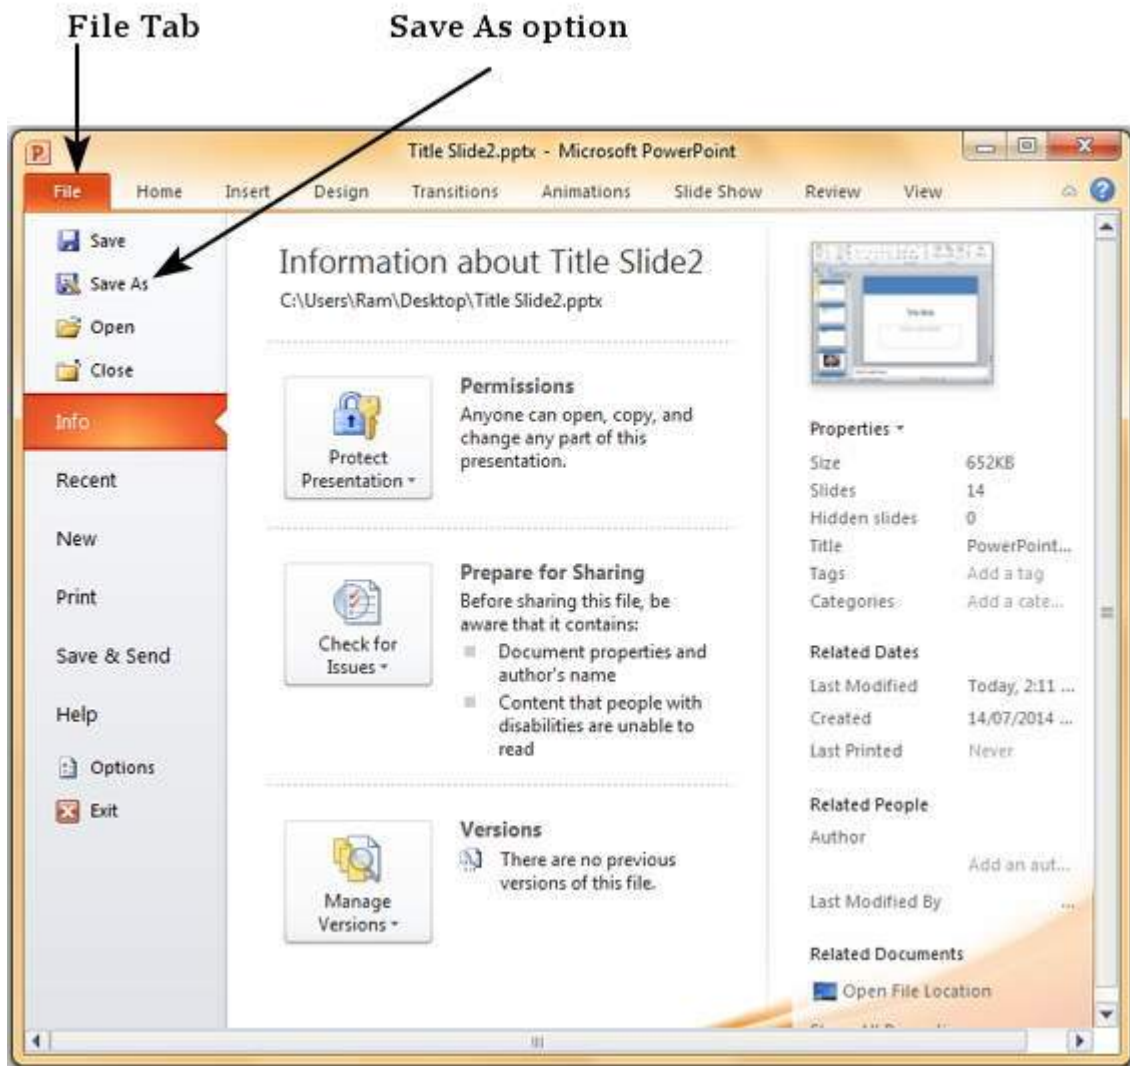 File Tab
Save As option
Title Slide2.pptx - Microsoft PowerPoint
File Home Insert Design Transitions Animations Slide Show Review View
Save
Save As
Open
Close
Info
Recent
New
Print
Save & Send
Help
Options
Exit
Information about Title Slide2
C:\Users\Ram\Desktop\Title Slide2.pptx
Protect
Presentation
Permissions
Anyone can open, copy, and
change any part of this
presentation.
Check for
Issues
Prepare for Sharing
Before sharing this file, be
aware that it contains:
Document properties and
author's name
Content that people with
disabilities are unable to
read
Manage
Versions
Versions
There are no previous
versions of this file.
Properties
Size 652KB
Slides 14
Hidden slides 0
Title PowerPoint...
Tags Add a tag
Categories Add a cate...
Related Dates
Last Modified Today, 2:11 ...
Created 14/07/2014 ...
Last Printed Never
Related People
Author
Add an aut...
Last Modified By ...
Related Documents
Open File Location